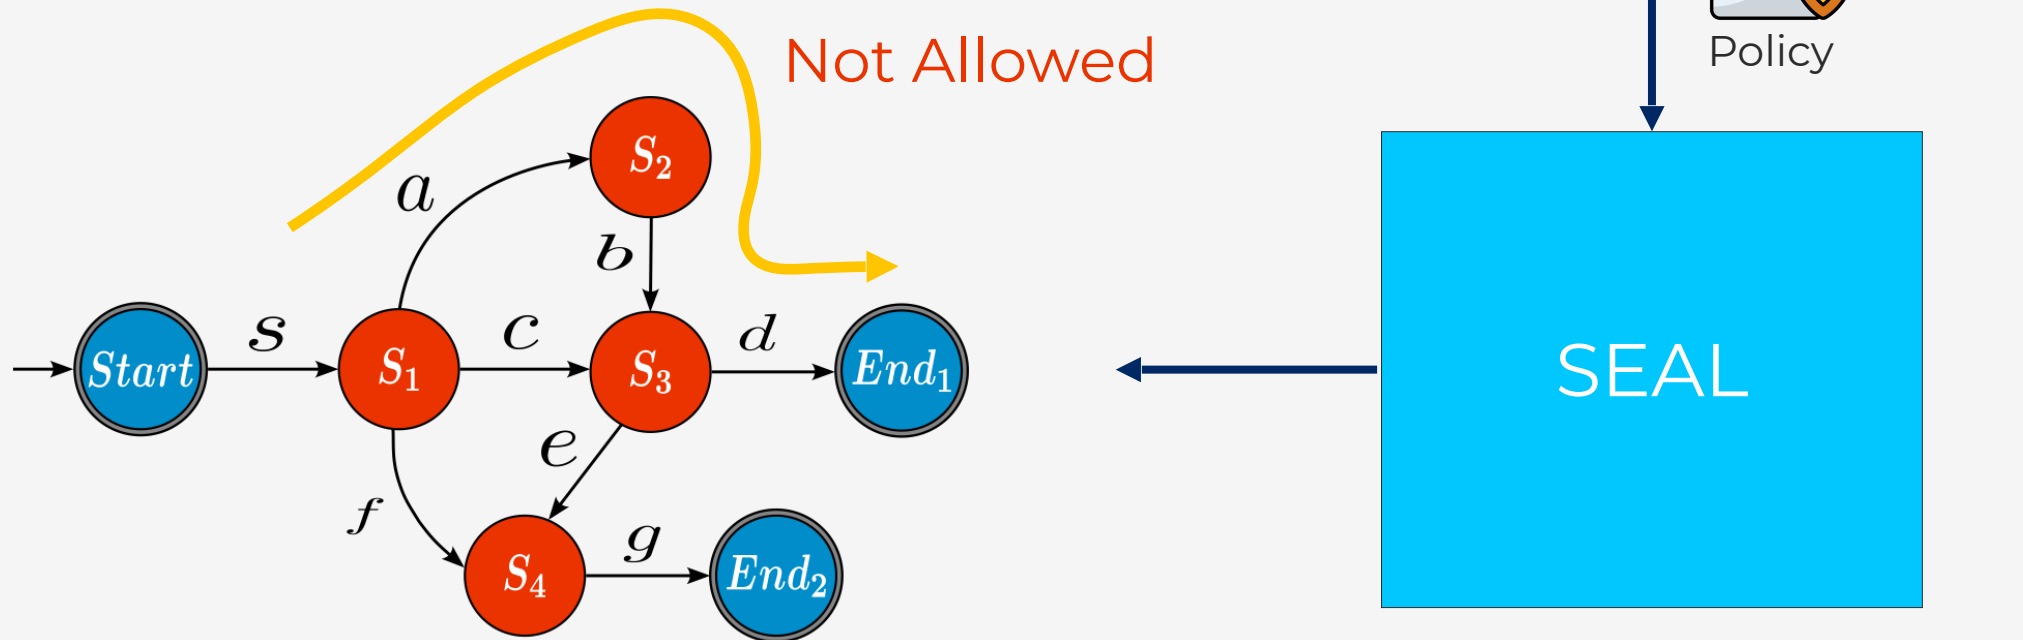 Not Allowed
Policy
S₂
a
b
s
c
d
Start
S₁
S₃
End₁
SEAL
e
f
g
S₄
End₂